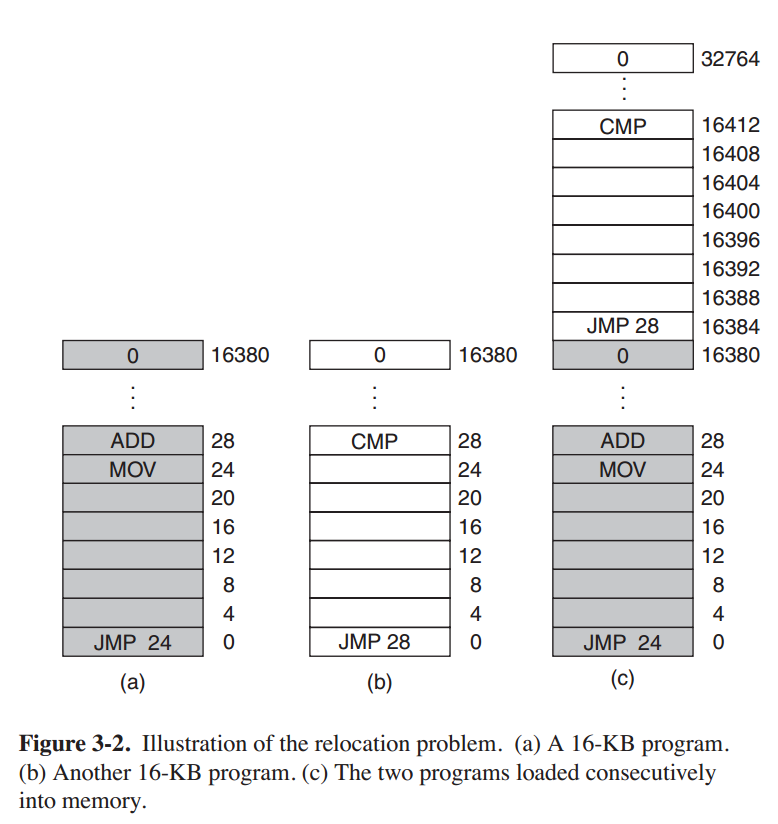 0 32764
CMP 16412
16408
16404
16400
16396
16392
16388
JMP 28 16384
0 16380 0 16380 0 16380
ADD 28 CMP 28 ADD 28
MOV 24 24 MOV 24
20 20 20
16 16 16
12 12 12
8 8 8
4 4 4
JMP 24 0 JMP 28 0 JMP 24 0
(a) (b) (c)
Figure 3-2. Illustration of the relocation problem. (a) A 16-KB program.
(b) Another 16-KB program. (c) The two programs loaded consecutively
into memory.